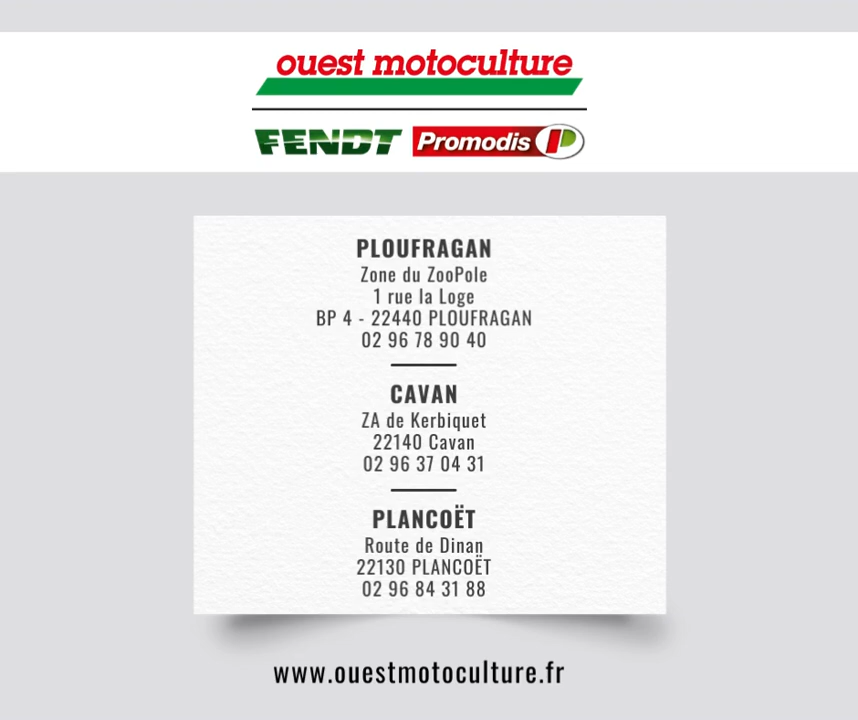 ouest motoculture
FENDT Promodis
PLOUFRAGAN
Zone du ZooPole
1 rue la Loge
BP 4 - 22440 PLOUFRAGAN
02 96 78 90 40
CAVAN
ZA de Kerbiquet
22140 Cavan
02 96 37 04 31
PLANCOËT
Route de Dinan
22130 PLANCOËT
02 96 84 31 88
www.ouestmotoculture.fr